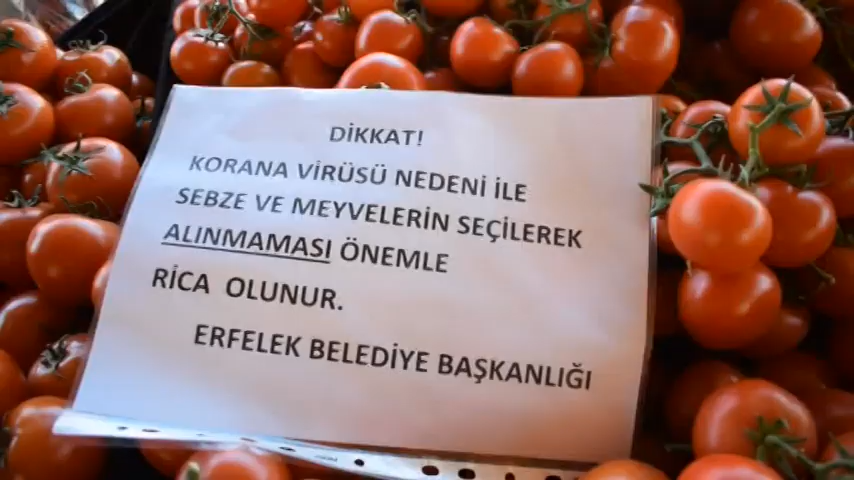 DİKKAT!
KORANA VİRÜSÜ NEDENİ İLE
SEBZE VE MEYVELERİN SEÇİLEREK
ALINMAMASI ÖNEMLE
RİCA OLUNUR.
ERFELEK BELEDİYE BAŞKANLIĞI